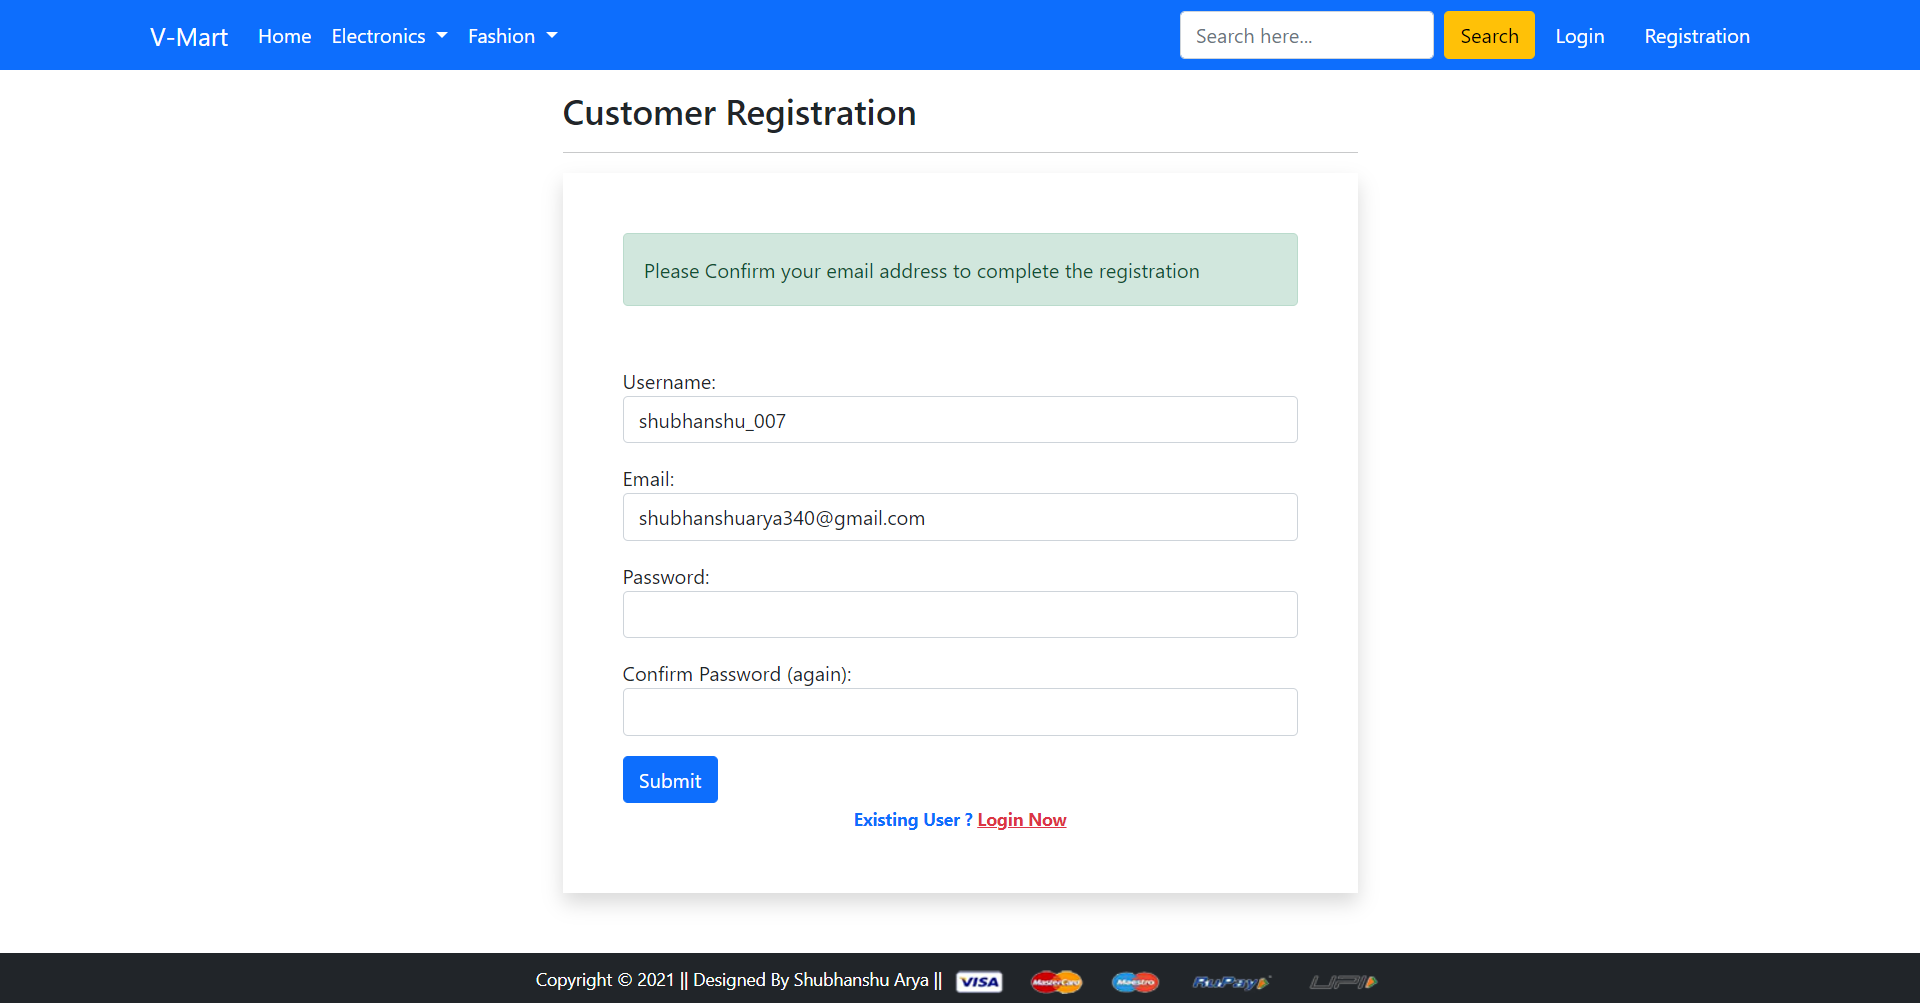 V-Mart Home Electronics Fashion Search here... Search Login Registration
Customer Registration
Please Confirm your email address to complete the registration
Username:
shubhanshu_007
Email:
shubhanshuarya340@gmail.com
Password:
Confirm Password (again):
Submit
Existing User ? Login Now
Copyright © 2021 || Designed By Shubhanshu Arya || VISA MasterCard Maestro RuPay UPI